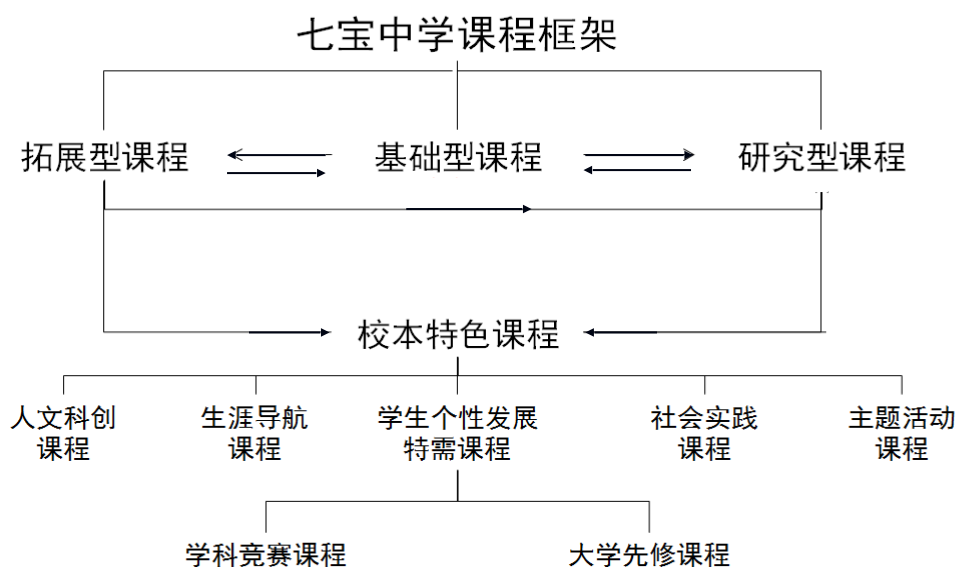 七宝中学课程框架
拓展型课程
基础型课程
研究型课程
校本特色课程
人文科创
课程
生涯导航
课程
学生个性发展
特需课程
社会实践
课程
主题活动
课程
学科竞赛课程
大学先修课程